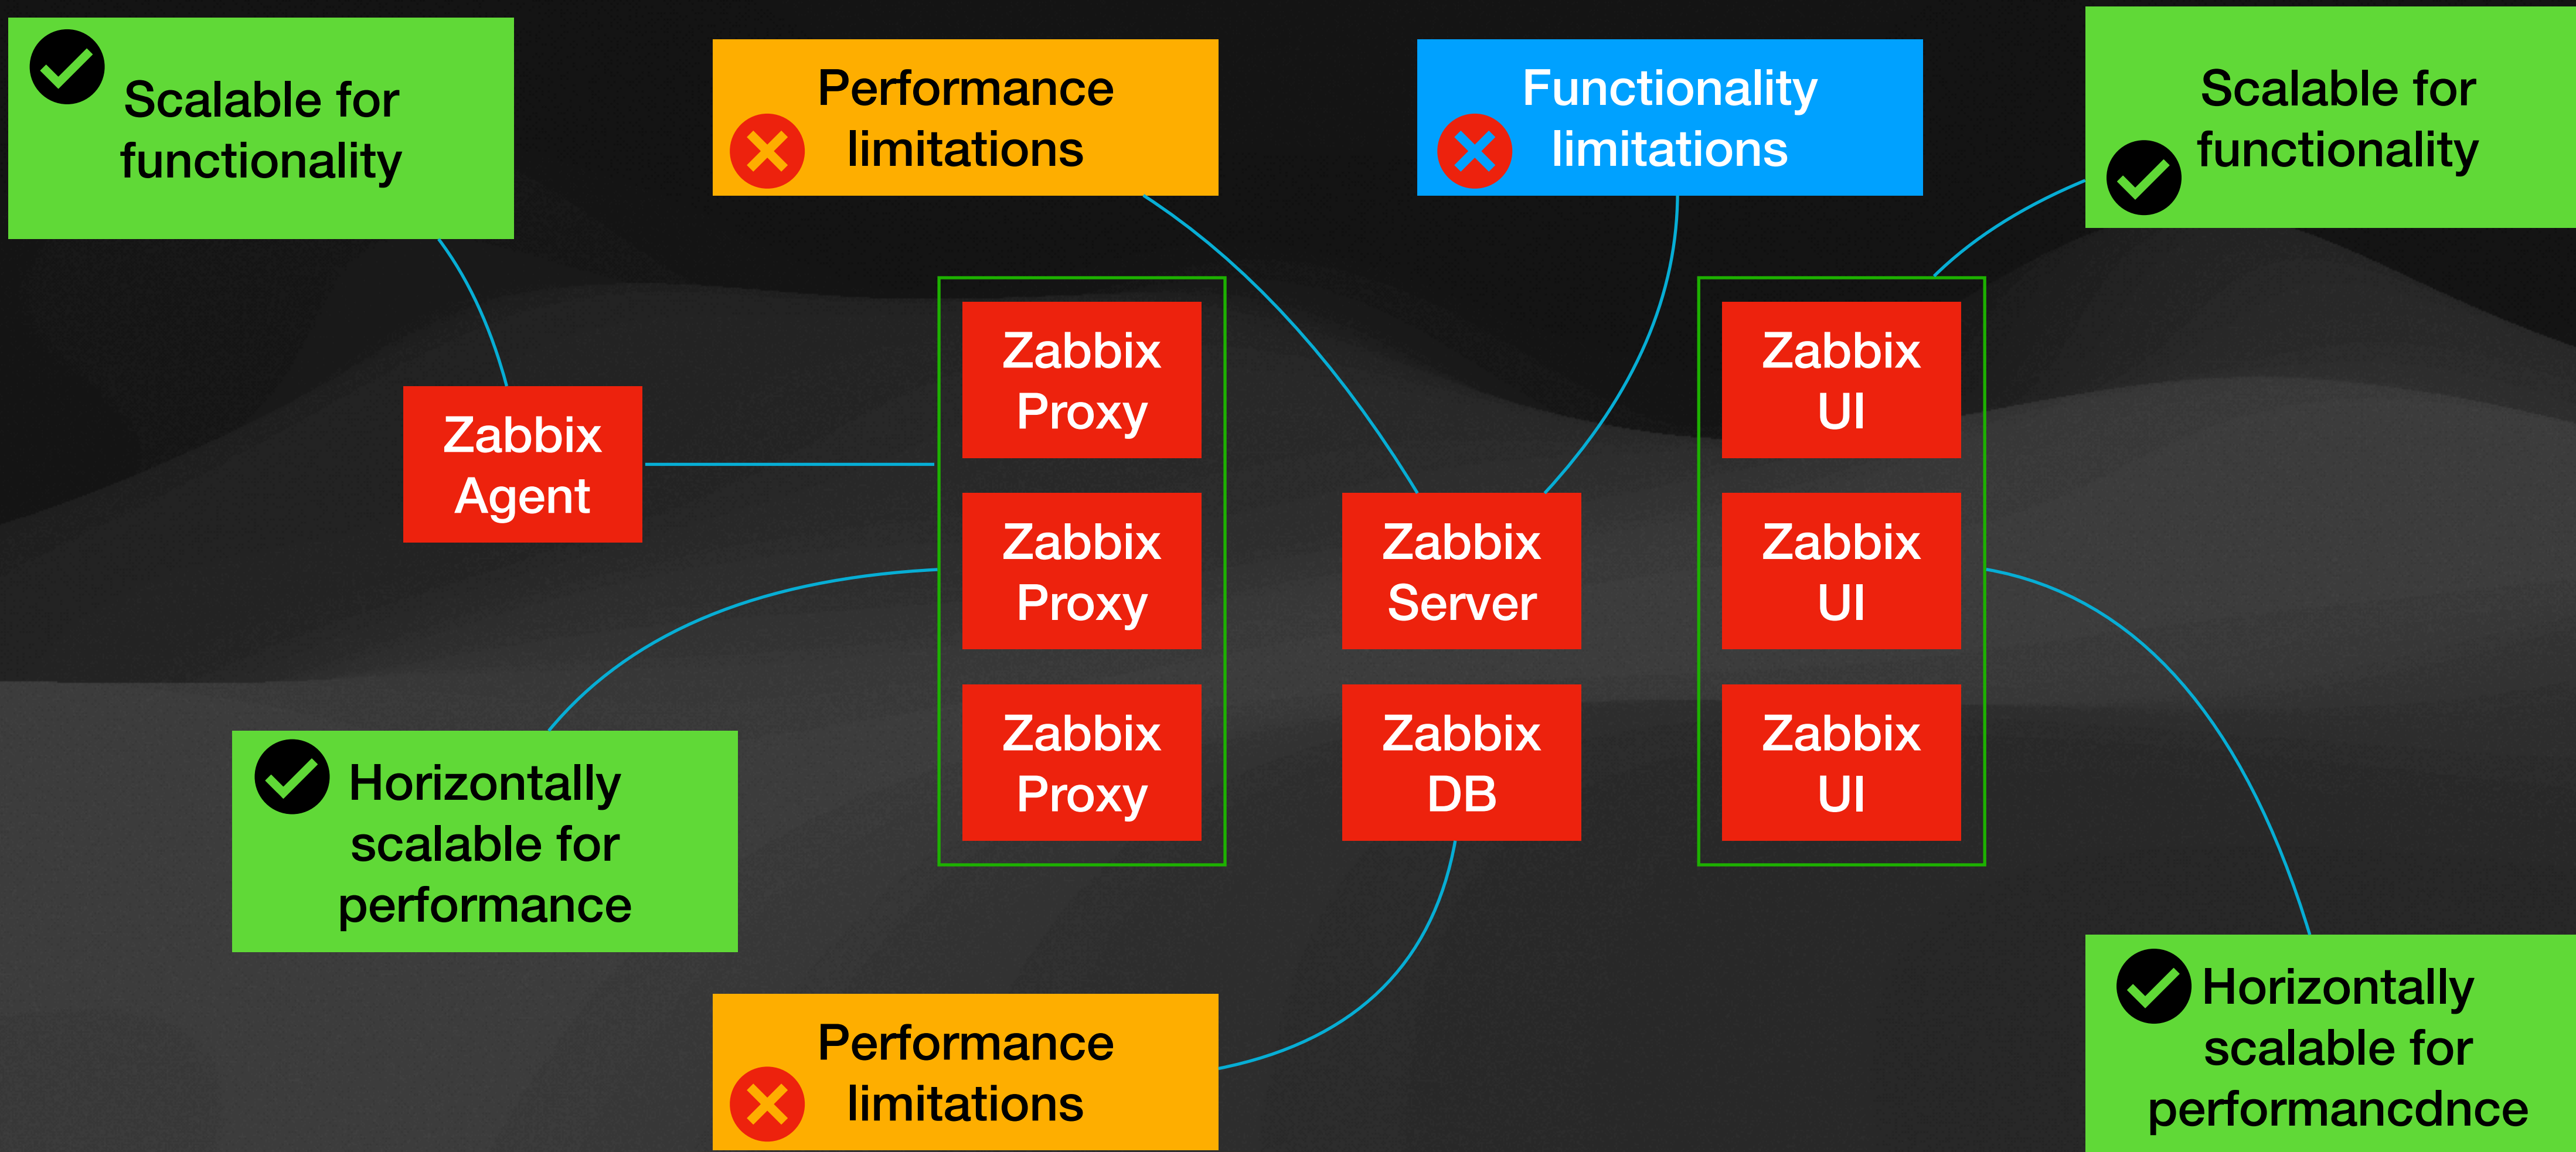 Scalable for
functionality
Performance
limitations
Functionality
limitations
Scalable for
functionality
Zabbix
Agent
Zabbix
Proxy
Zabbix
Proxy
Zabbix
Proxy
Zabbix
Server
Zabbix
DB
Zabbix
UI
Zabbix
UI
Zabbix
UI
Horizontally
scalable for
performance
Performance
limitations
Horizontally
scalable for
performancdnce